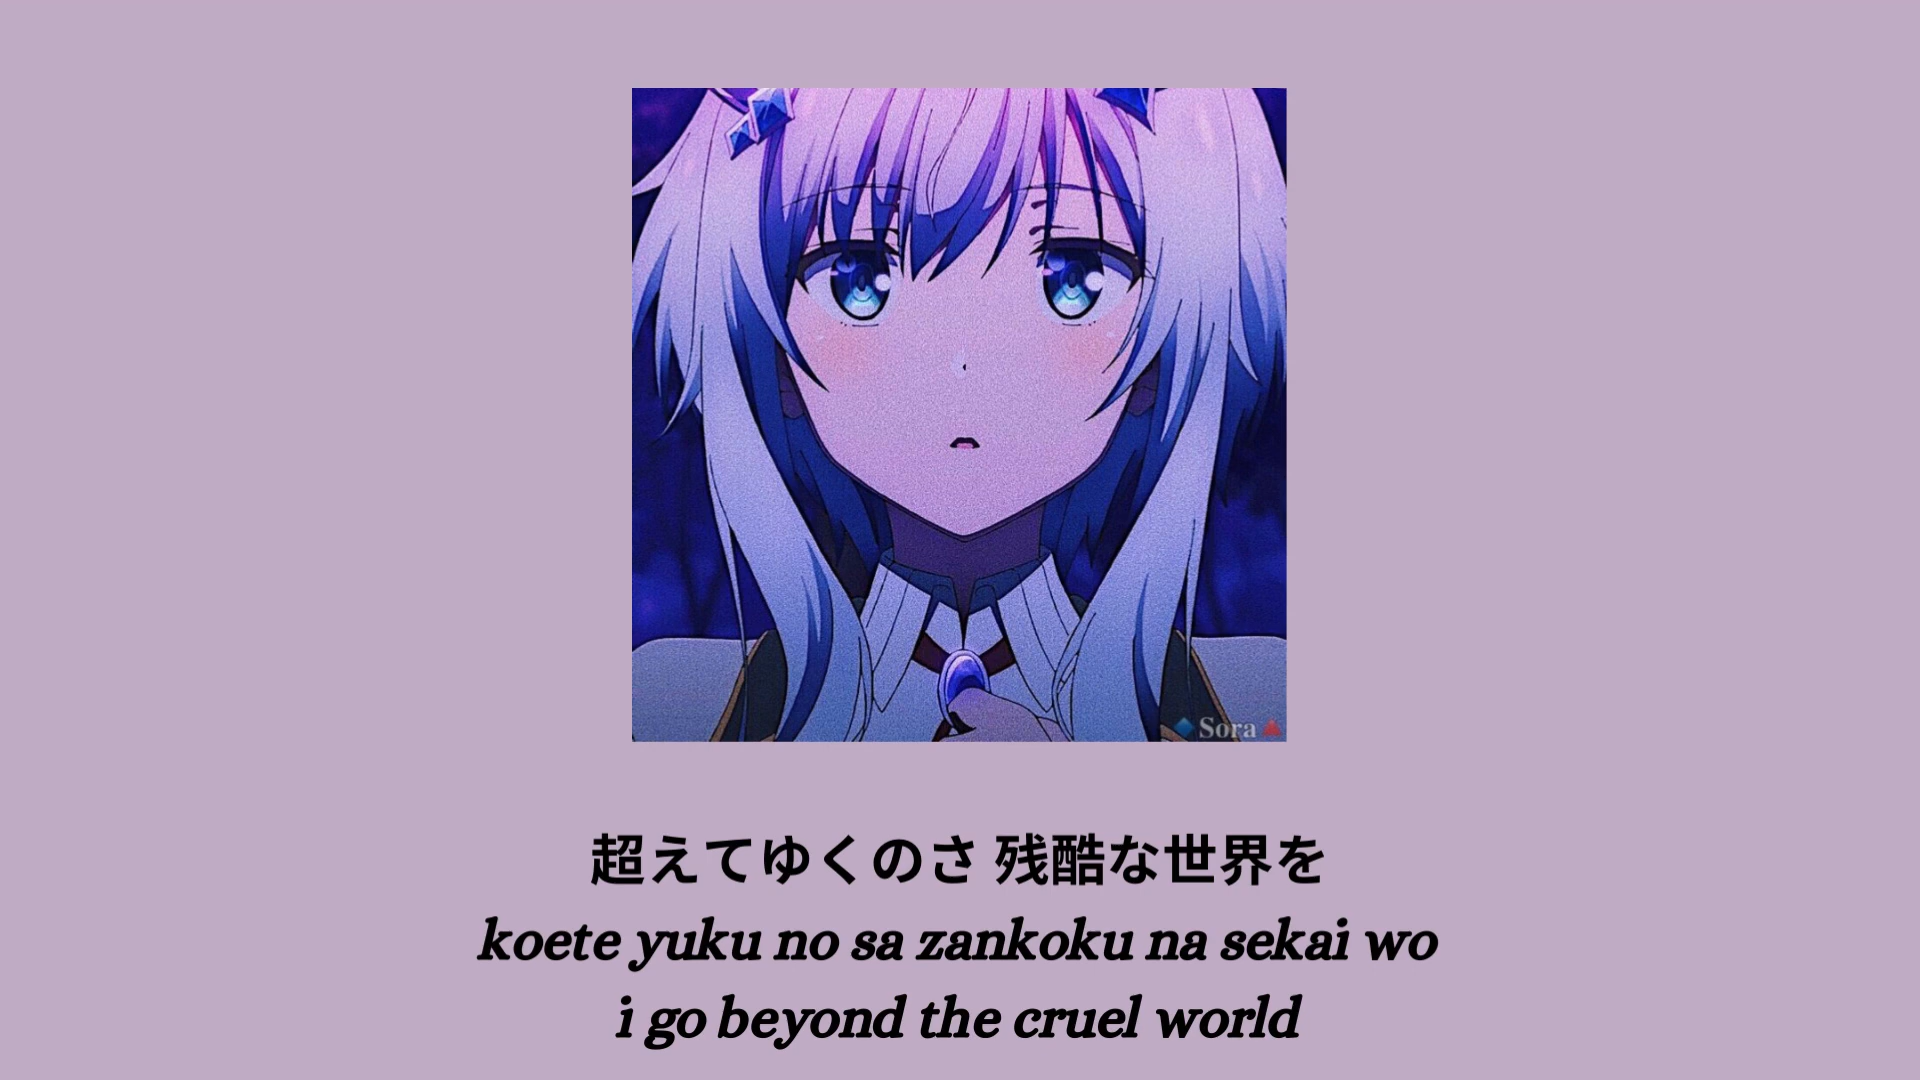 Sora
超えてゆくのさ 残酷な世界を
koete yuku no sa zankoku na sekai wo
i go beyond the cruel world